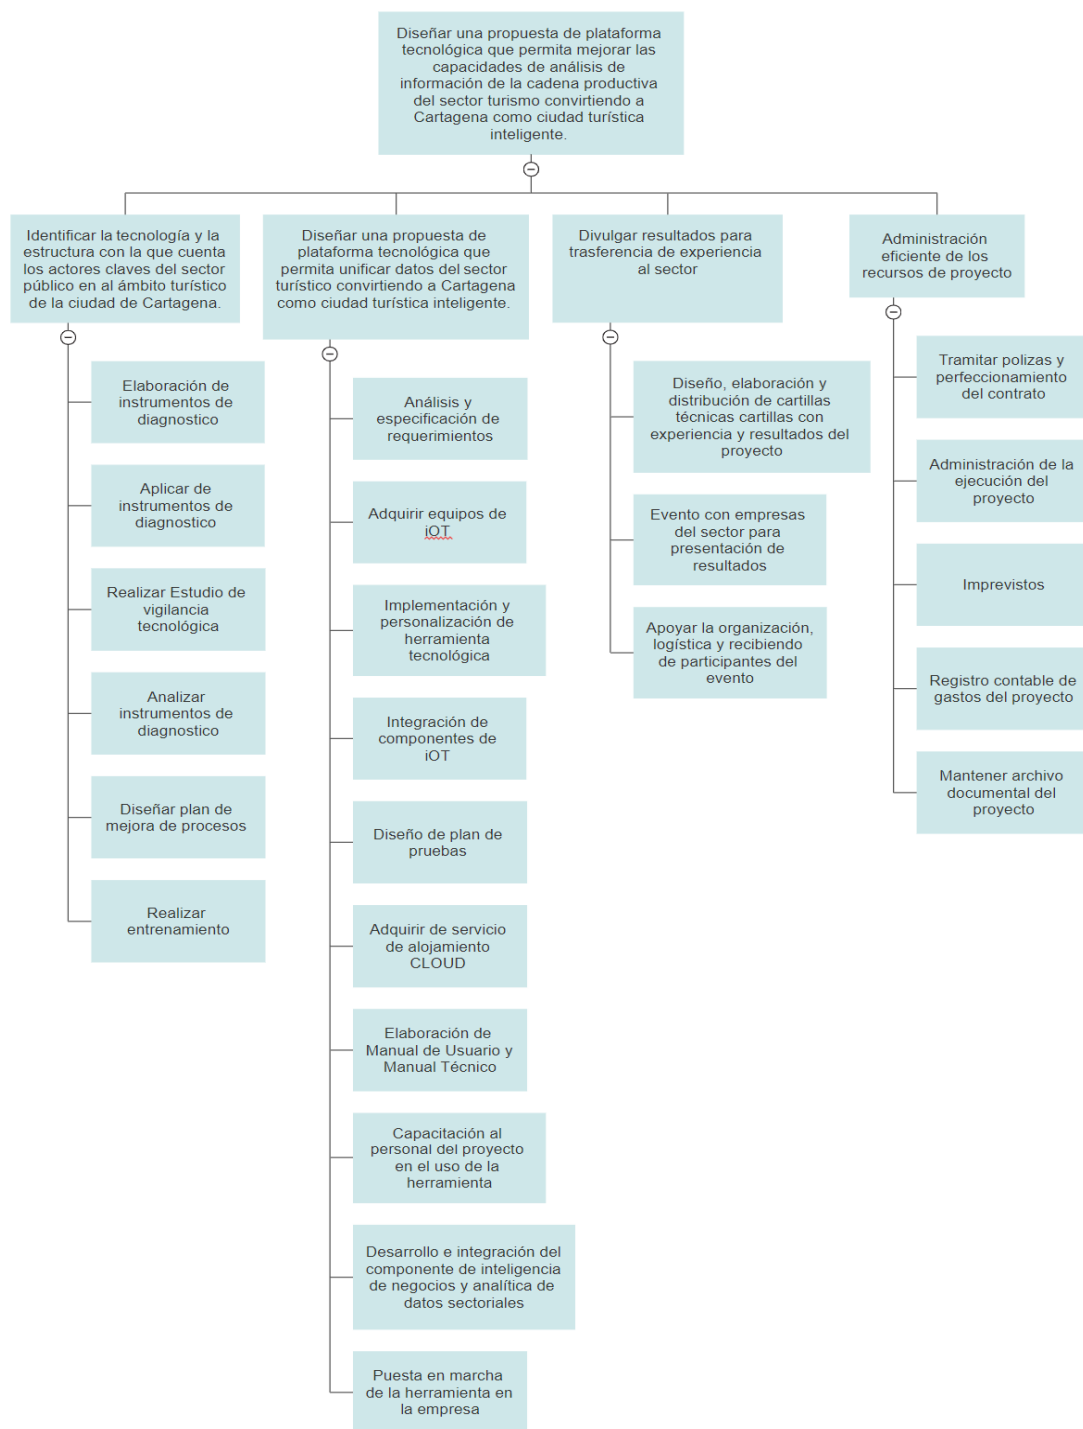 Diseñar una propuesta de plataforma
tecnológica que permita mejorar las
capacidades de análisis de
información de la cadena productiva
del sector turismo convirtiendo a
Cartagena como ciudad turística
inteligente.
Identificar la tecnología y la
estructura con la que cuenta
los actores claves del sector
público en al ámbito turístico
de la ciudad de Cartagena.
Elaboración de
instrumentos de
diagnostico
Aplicar de
instrumentos de
diagnostico
Realizar Estudio de
vigilancia
tecnológica
Analizar
instrumentos de
diagnostico
Diseñar plan de
mejora de procesos
Realizar
entrenamiento
Diseñar una propuesta de
plataforma tecnológica que
permita unificar datos del sector
turístico convirtiendo a Cartagena
como ciudad turística inteligente.
Análisis y
especificación de
requerimientos
Adquirir equipos de
iOT
Implementación y
personalización de
herramienta
tecnológica
Integración de
componentes de
iOT
Diseño de plan de
pruebas
Adquirir de servicio
de alojamiento
CLOUD
Elaboración de
Manual de Usuario y
Manual Técnico
Capacitación al
personal del proyecto
en el uso de la
herramienta
Desarrollo e integración del
componente de inteligencia
de negocios y analítica de
datos sectoriales
Puesta en marcha
de la herramienta en
la empresa
Divulgar resultados para
trasferencia de experiencia
al sector
Diseño, elaboración y
distribución de cartillas
técnicas cartillas con
experiencia y resultados del
proyecto
Evento con empresas
del sector para
presentación de
resultados
Apoyar la organización,
logística y recibiendo
de participantes del
evento
Administración
eficiente de los
recursos de proyecto
Tramitar polizas y
perfeccionamiento
del contrato
Administración de la
ejecución del
proyecto
Imprevistos
Registro contable de
gastos del proyecto
Mantener archivo
documental del
proyecto